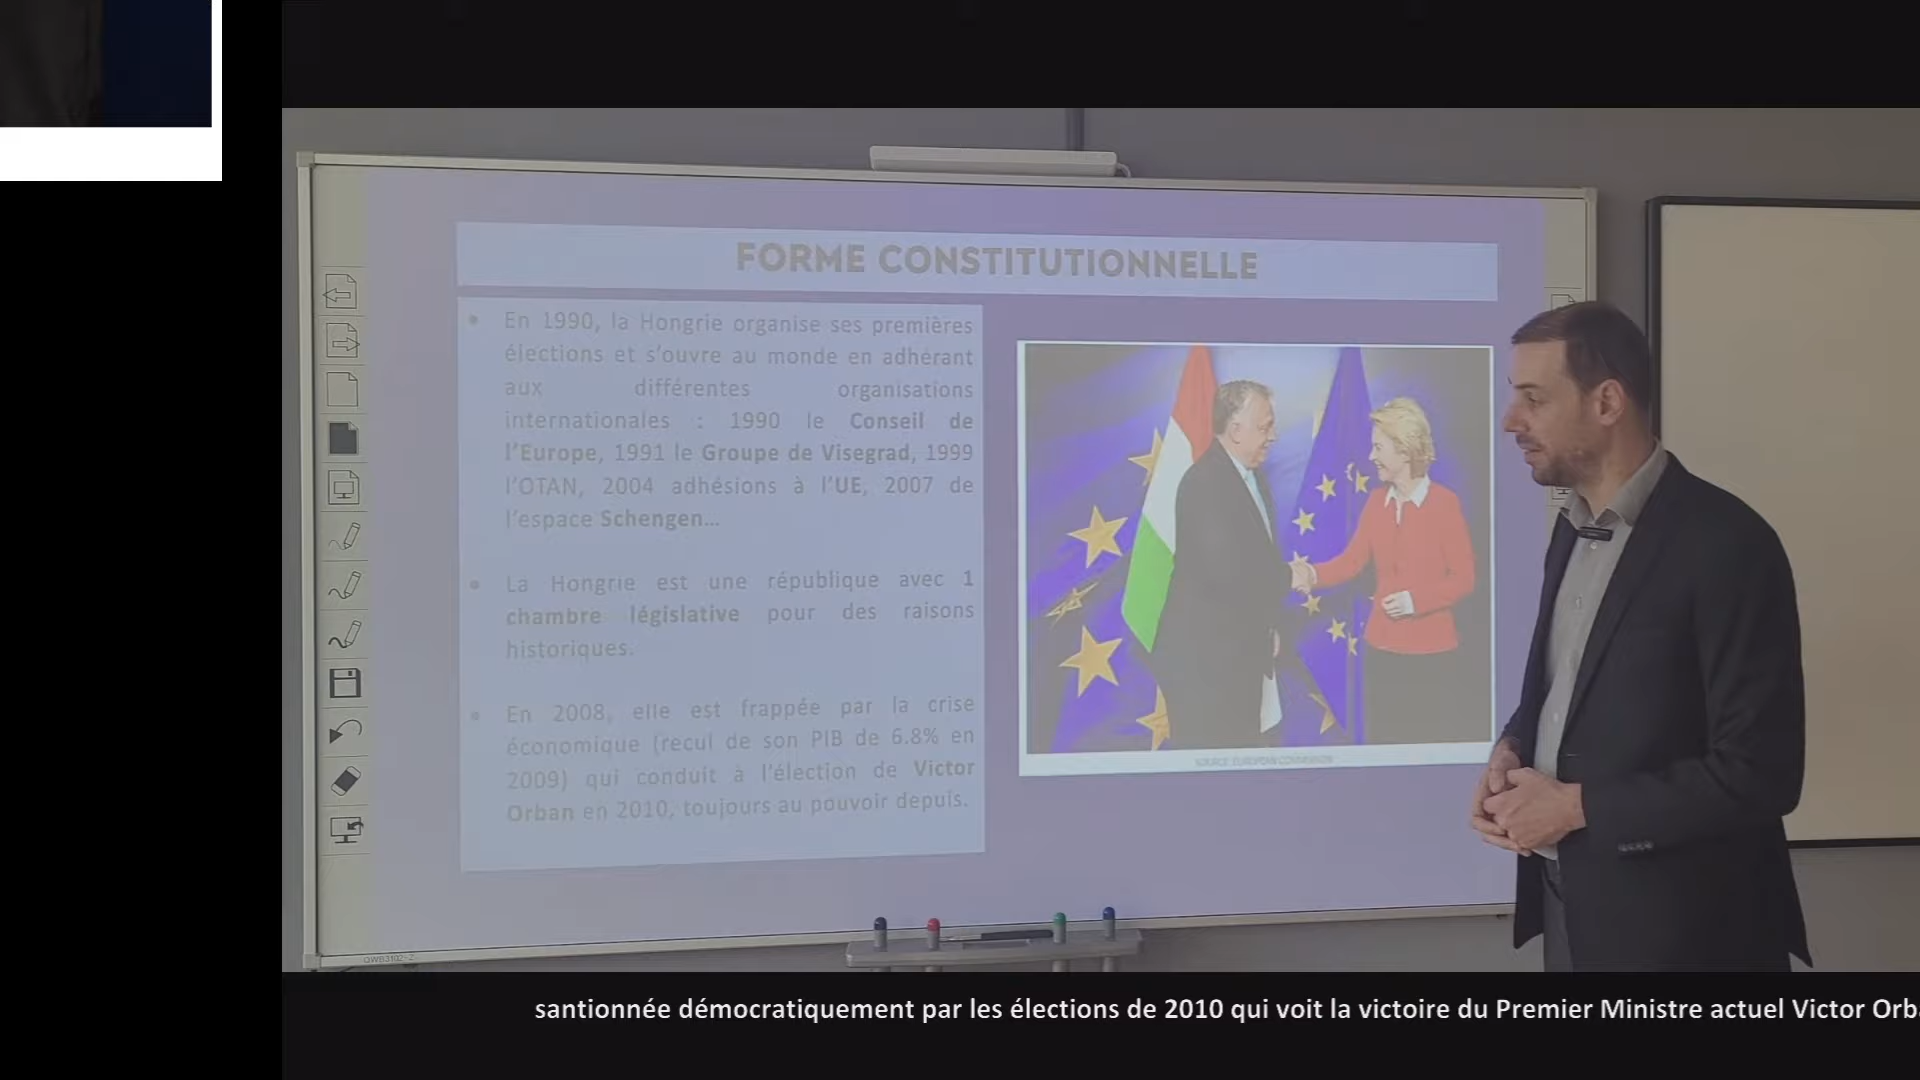 FORME CONSTITUTIONNELLE
• En 1990, la Hongrie organise ses premières
élections et s'ouvre au monde en adhérant
aux différentes organisations
internationales : 1990 le Conseil de
l'Europe, 1991 le Groupe de Visegrad, 1999
l'OTAN, 2004 adhésions à l'UE, 2007 de
l'espace Schengen...
• La Hongrie est une république avec 1
chambre législative pour des raisons
historiques.
• En 2008, elle est frappée par la crise
économique (recul de son PIB de 6.8% en
2009) qui conduit à l'élection de Victor
Orban en 2010, toujours au pouvoir depuis.
SOURCE: EUROPEAN COMMISSION
QWB3102-Z
santionnée démocratiquement par les élections de 2010 qui voit la victoire du Premier Ministre actuel Victor Orb